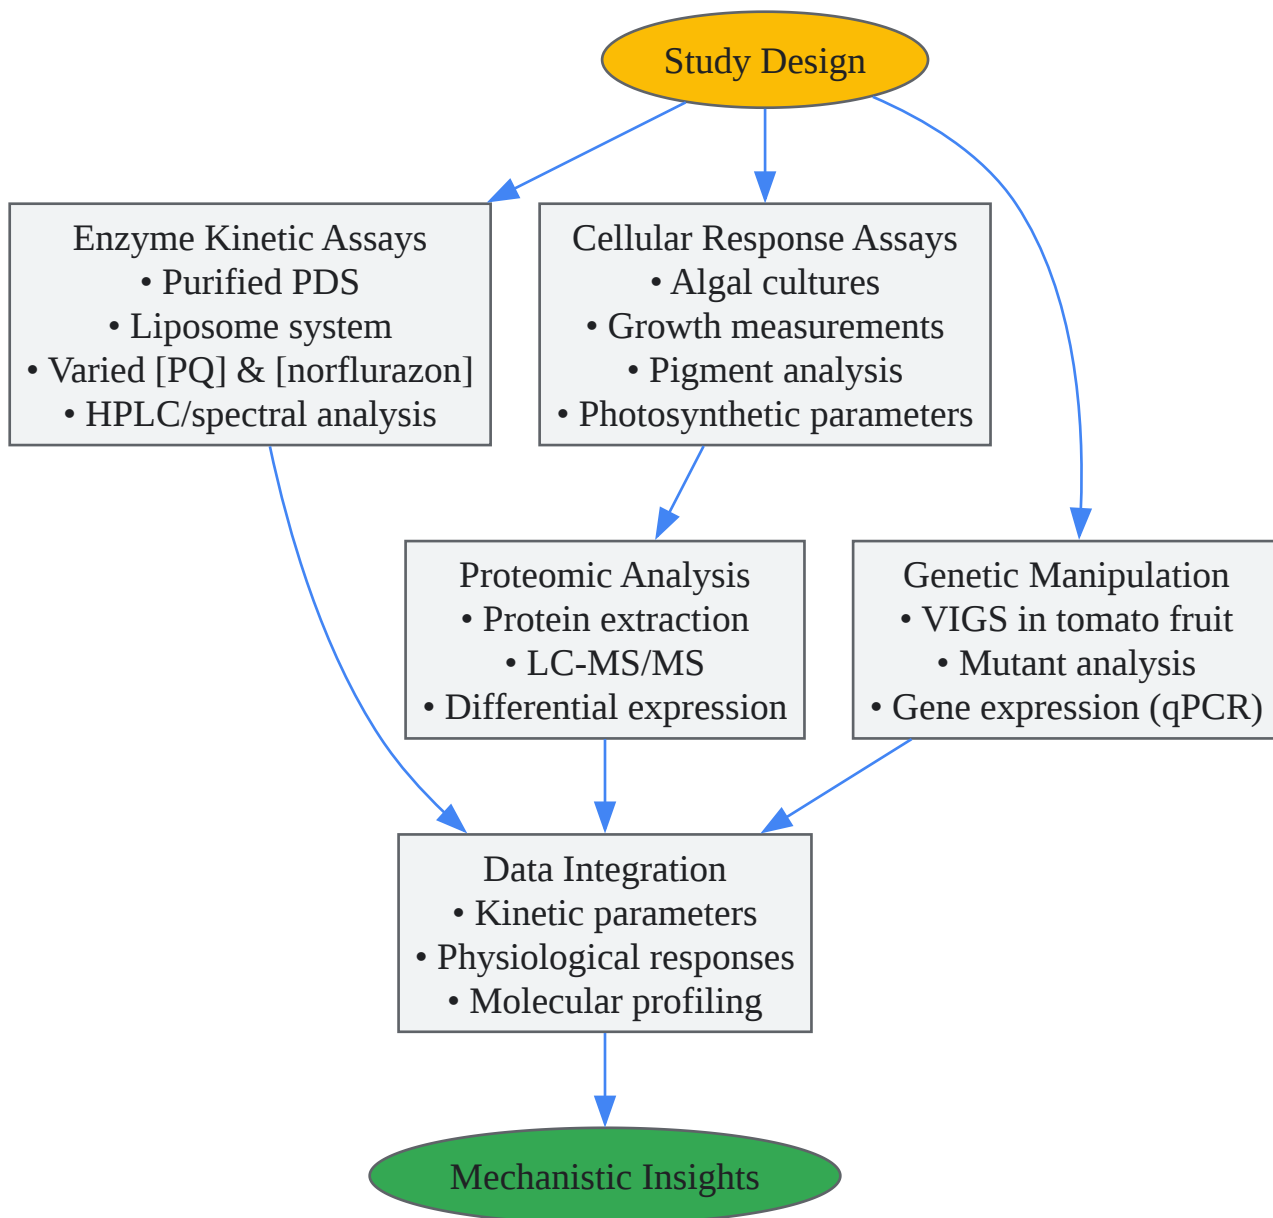 Study Design
Enzyme Kinetic Assays
• Purified PDS
• Liposome system
• Varied [PQ] & [norflurazon]
• HPLC/spectral analysis
Cellular Response Assays
• Algal cultures
• Growth measurements
• Pigment analysis
• Photosynthetic parameters
Proteomic Analysis
• Protein extraction
• LC-MS/MS
• Differential expression
Genetic Manipulation
• VIGS in tomato fruit
• Mutant analysis
• Gene expression (qPCR)
Data Integration
• Kinetic parameters
• Physiological responses
• Molecular profiling
Mechanistic Insights